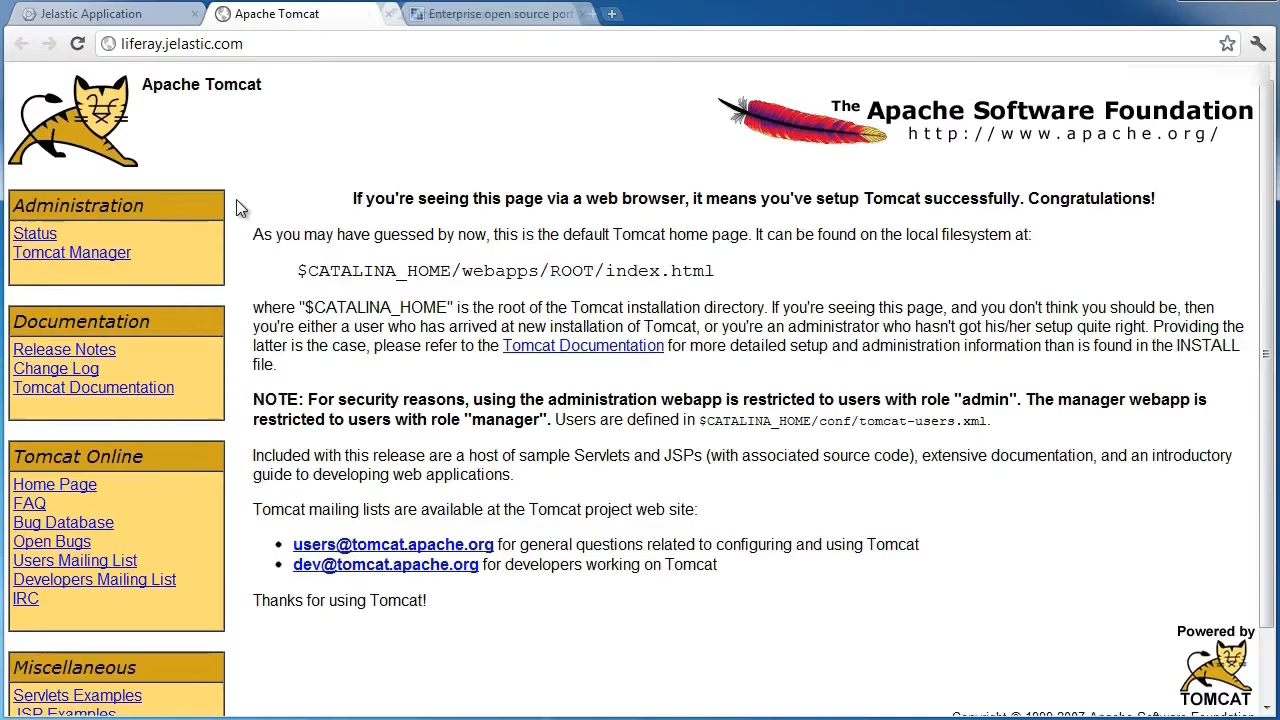 Jelastic Application
Apache Tomcat
Enterprise open source port
liferay.jelastic.com
Apache Tomcat
The Apache Software Foundation
http://www.apache.org/
Administration
Status
Tomcat Manager
Documentation
Release Notes
Change Log
Tomcat Documentation
Tomcat Online
Home Page
FAQ
Bug Database
Open Bugs
Users Mailing List
Developers Mailing List
IRC
Miscellaneous
Servlets Examples
JSP Examples
If you're seeing this page via a web browser, it means you've setup Tomcat successfully. Congratulations!
As you may have guessed by now, this is the default Tomcat home page. It can be found on the local filesystem at:
$CATALINA_HOME/webapps/ROOT/index.html
where "$CATALINA_HOME" is the root of the Tomcat installation directory. If you're seeing this page, and you don't think you should be, then
you're either a user who has arrived at new installation of Tomcat, or you're an administrator who hasn't got his/her setup quite right. Providing the
latter is the case, please refer to the Tomcat Documentation for more detailed setup and administration information than is found in the INSTALL
file.
NOTE: For security reasons, using the administration webapp is restricted to users with role "admin". The manager webapp is
restricted to users with role "manager". Users are defined in $CATALINA_HOME/conf/tomcat-users.xml.
Included with this release are a host of sample Servlets and JSPs (with associated source code), extensive documentation, and an introductory
guide to developing web applications.
Tomcat mailing lists are available at the Tomcat project web site:
• users@tomcat.apache.org for general questions related to configuring and using Tomcat
• dev@tomcat.apache.org for developers working on Tomcat
Thanks for using Tomcat!
Powered by
TOMCAT
Copyright © 1999-2007 Apache Software Foundation